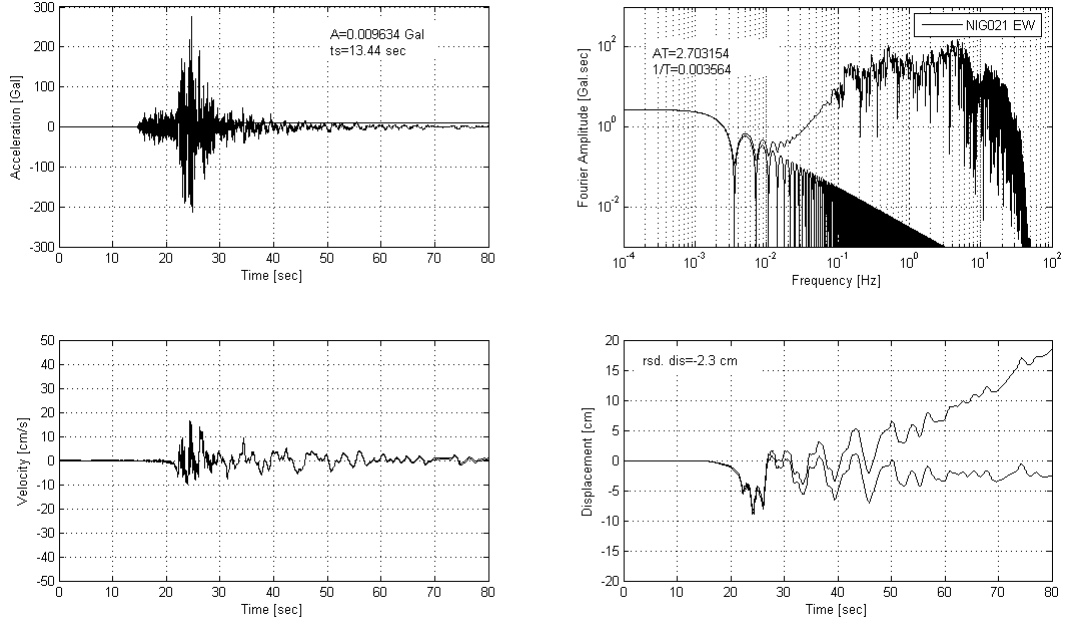 300
200
100
0
-100
-200
-300
Acceleration [Gal]
A=0.009634 Gal
ts=13.44 sec
0 10 20 30 40 50 60 70 80
Time [sec]
10^2
10^0
10^-2
Fourier Amplitude [Gal.sec]
NIG021 EW
AT=2.703154
1/T=0.003564
10^-4 10^-3 10^-2 10^-1 10^0 10^1 10^2
Frequency [Hz]
50
40
30
20
10
0
-10
-20
-30
-40
-50
Velocity [cm/s]
0 10 20 30 40 50 60 70 80
Time [sec]
20
15
10
5
0
-5
-10
-15
-20
Displacement [cm]
rsd. dis=-2.3 cm
0 10 20 30 40 50 60 70 80
Time [sec]